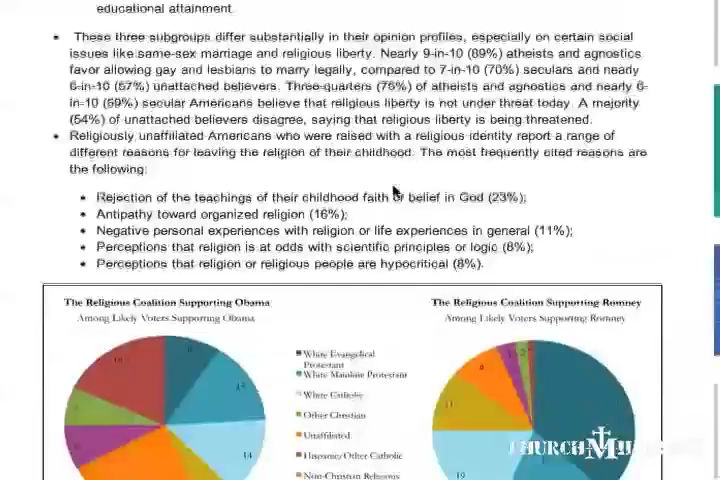 educational attainment.
These three subgroups differ substantially in their opinion profiles, especially on certain social
issues like same-sex marriage and religious liberty. Nearly 9-in-10 (89%) atheists and agnostics
favor allowing gay and lesbians to marry legally, compared to 7-in-10 (70%) seculars and nearly
6-in-10 (57%) unattached believers. Three-quarters (76%) of atheists and agnostics and nearly 6-
in-10 (59%) secular Americans believe that religious liberty is not under threat today. A majority
(54%) of unattached believers disagree, saying that religious liberty is being threatened.
Religiously unaffiliated Americans who were raised with a religious identity report a range of
different reasons for leaving the religion of their childhood. The most frequently cited reasons are
the following:
Rejection of the teachings of their childhood faith or belief in God (23%);
Antipathy toward organized religion (16%);
Negative personal experiences with religion or life experiences in general (11%);
Perceptions that religion is at odds with scientific principles or logic (8%);
Perceptions that religion or religious people are hypocritical (8%).
The Religious Coalition Supporting Obama
Among Likely Voters Supporting Obama
The Religious Coalition Supporting Romney
Among Likely Voters Supporting Romney
White Evangelical
Protestant
White Mainline Protestant
White Catholic
Other Christian
Unaffiliated
Hispanic/Other Catholic
Non-Christian Religious
14
11
19
CHURCH